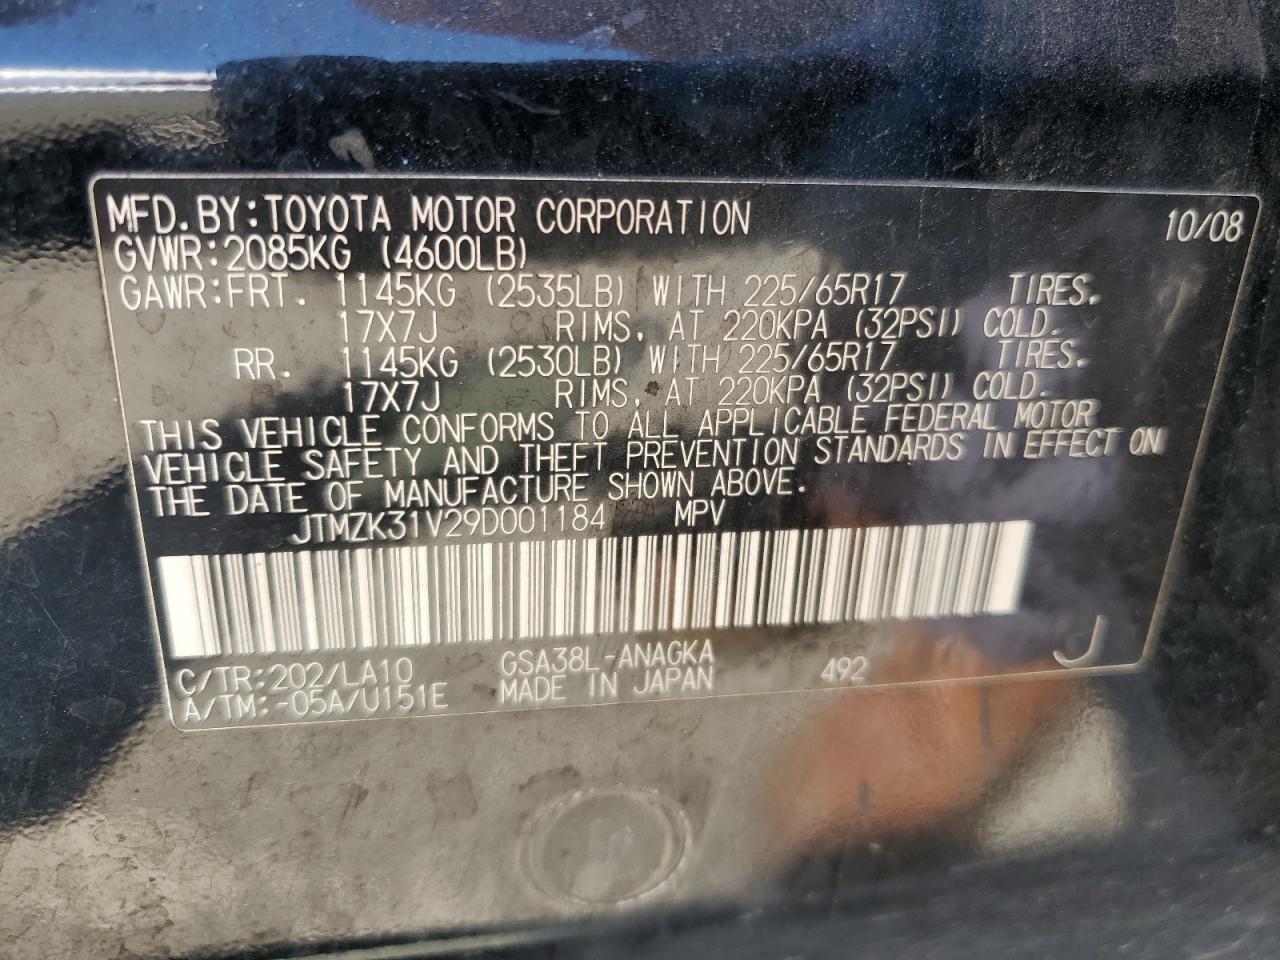 MFD.BY:TOYOTA MOTOR CORPORATION 10/08
GVWR:2085KG (4600LB)
GAWR:FRT. 1145KG (2535LB) WITH 225/65R17 TIRES.
17X7J RIMS, AT 220KPA (32PSI) COLD.
RR. 1145KG (2530LB) WITH 225/65R17 TIRES.
17X7J RIMS, AT 220KPA (32PSI) COLD.
THIS VEHICLE CONFORMS TO ALL APPLICABLE FEDERAL MOTOR
VEHICLE SAFETY AND THEFT PREVENTION STANDARDS IN EFFECT ON
THE DATE OF MANUFACTURE SHOWN ABOVE.
JTMZK31V29D001184 MPV
C/TR:202/LA10 GSA38L-ANAGKA 492 J
A/TM:-05A/U151E MADE IN JAPAN